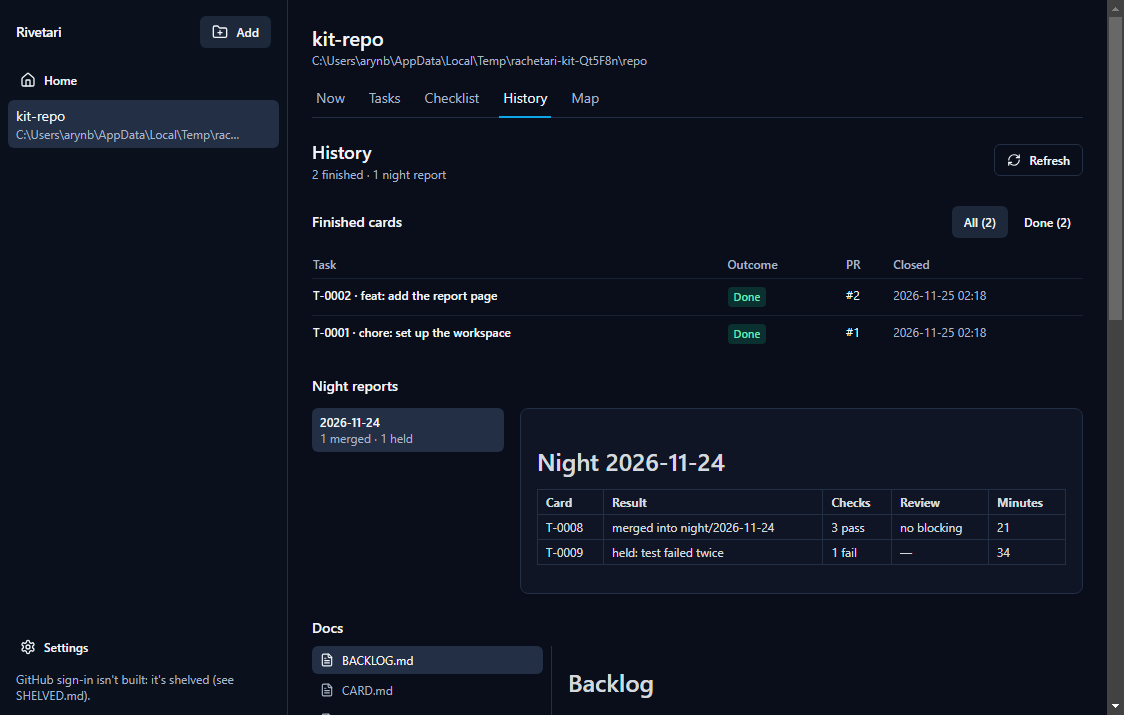 Rivetari
Add
Home
kit-repo
C:\Users\arynb\AppData\Local\Temp\rac...
Settings
GitHub sign-in isn't built: it's shelved (see
SHELVED.md).
kit-repo
C:\Users\arynb\AppData\Local\Temp\rachetari-kit-Qt5F8n\repo
Now Tasks Checklist History Map
History
2 finished · 1 night report
Refresh
Finished cards
All (2) Done (2)
Task Outcome PR Closed
T-0002 · feat: add the report page Done #2 2026-11-25 02:18
T-0001 · chore: set up the workspace Done #1 2026-11-25 02:18
Night reports
2026-11-24
1 merged · 1 held
Night 2026-11-24
Card Result Checks Review Minutes
T-0008 merged into night/2026-11-24 3 pass no blocking 21
T-0009 held: test failed twice 1 fail — 34
Docs
BACKLOG.md
CARD.md
Backlog